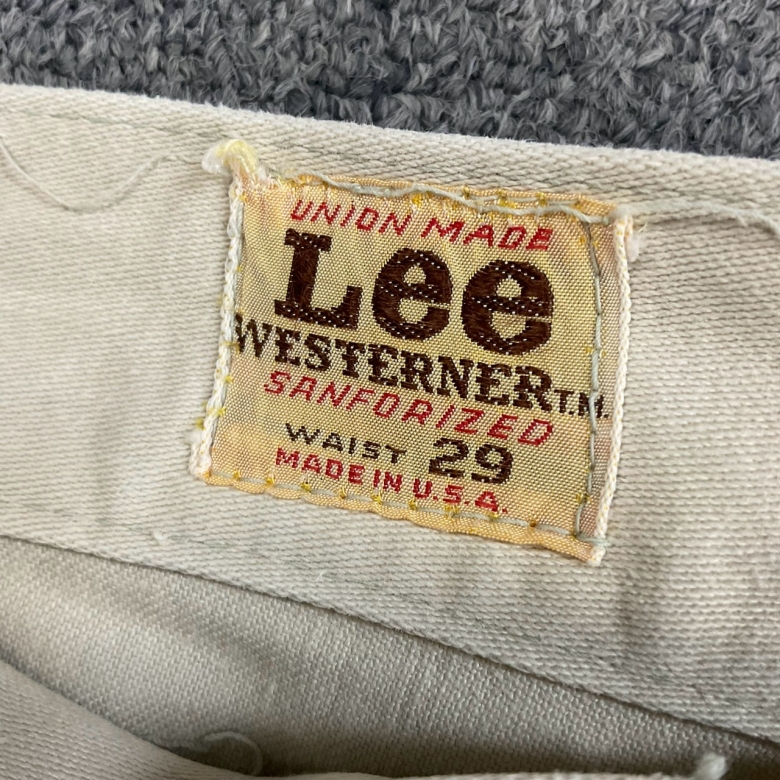 UNION MADE
Lee
WESTERNER T.M.
SANFORIZED
WAIST 29
MADE IN U.S.A.